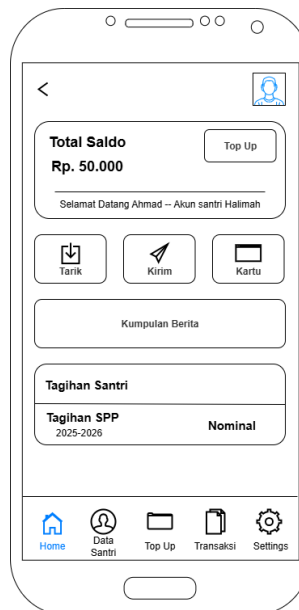 Total Saldo
Top Up
Rp. 50.000
Selamat Datang Ahmad -- Akun santri Halimah
Tarik
Kirim
Kartu
Kumpulan Berita
Tagihan Santri
Tagihan SPP
2025-2026
Nominal
Home
Data
Santri
Top Up
Transaksi
Settings